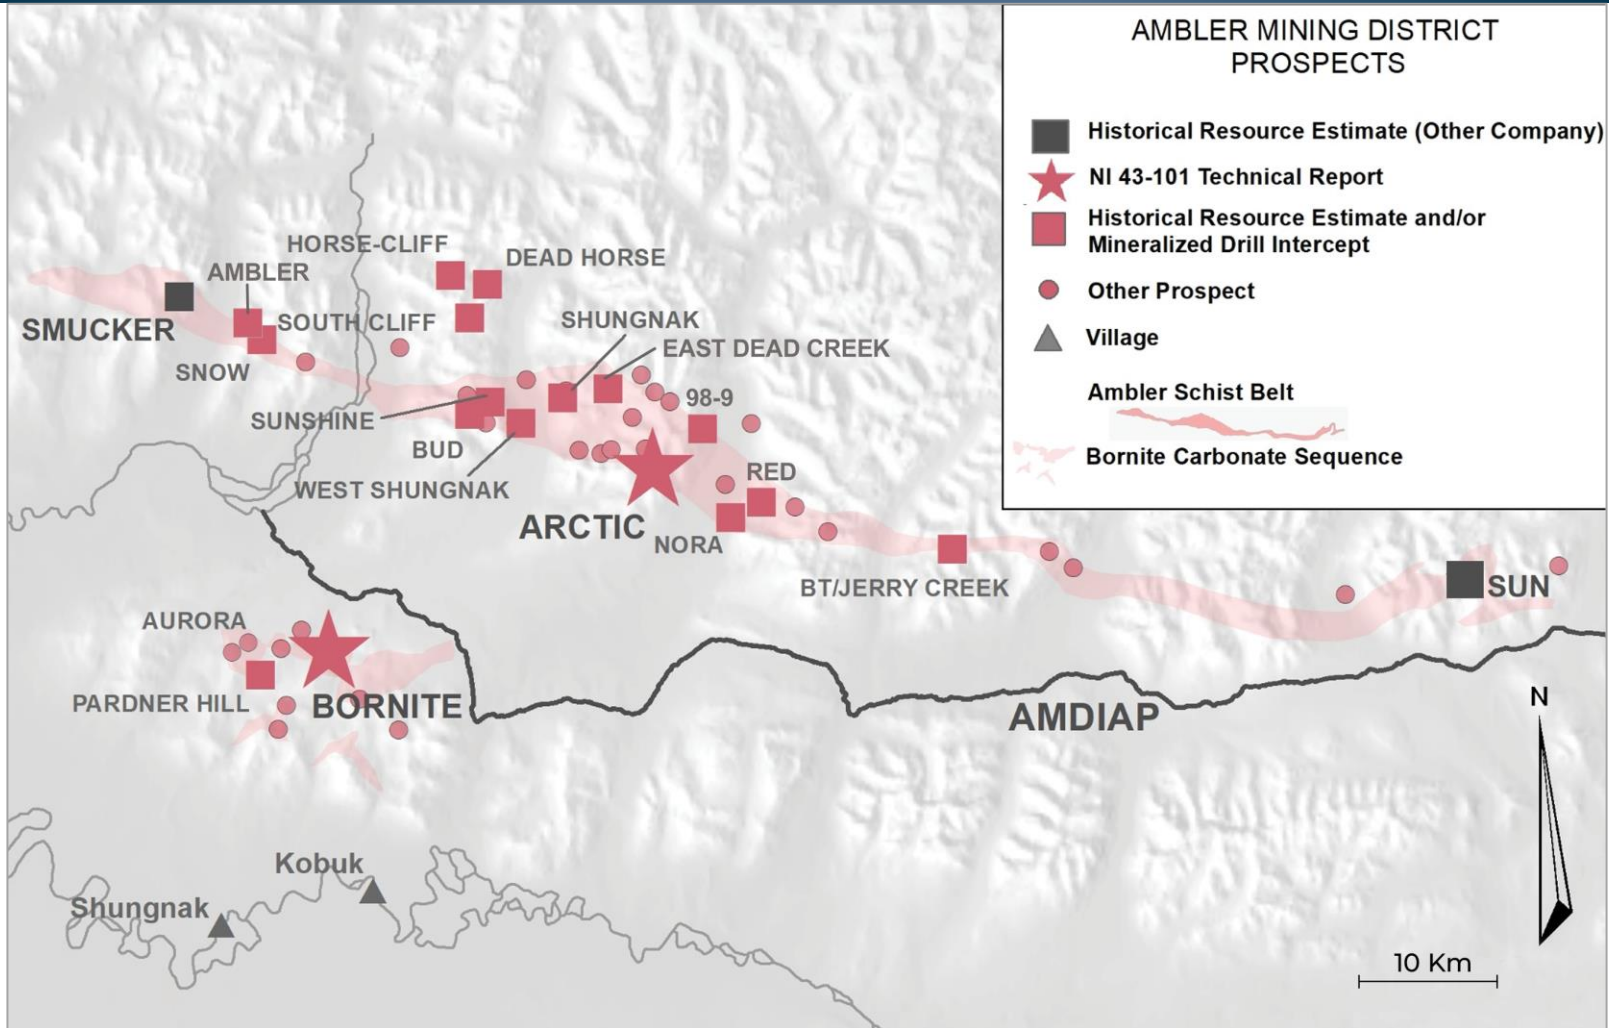 AMBLER MINING DISTRICT
PROSPECTS
Historical Resource Estimate (Other Company)
NI 43-101 Technical Report
Historical Resource Estimate and/or
Mineralized Drill Intercept
Other Prospect
Village
Ambler Schist Belt
Bornite Carbonate Sequence
HORSE-CLIFF
DEAD HORSE
AMBLER
SMUCKER
SOUTH CLIFF
SHUNGNAK
EAST DEAD CREEK
SNOW
98-9
SUNSHINE
BUD
WEST SHUNGNAK
RED
ARCTIC
NORA
BT/JERRY CREEK
SUN
AURORA
PARDNER HILL
BORNITE
AMDIAP
N
Kobuk
Shungnak
10 Km